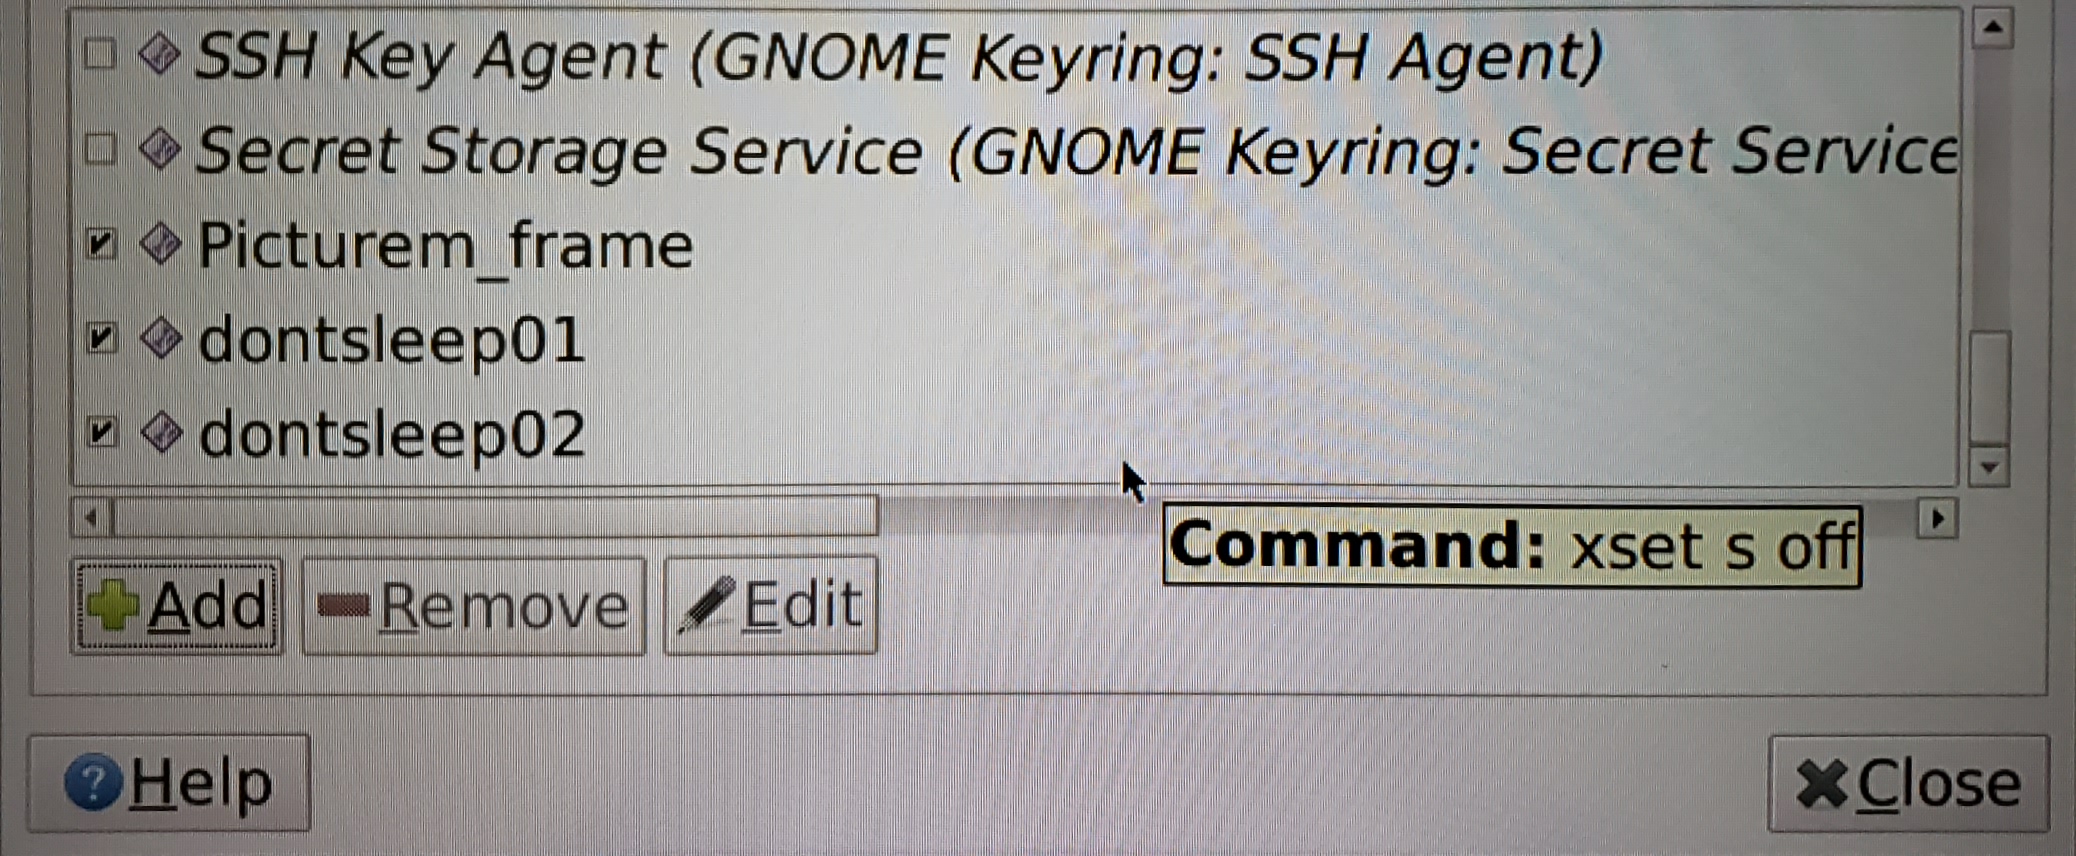 SSH Key Agent (GNOME Keyring: SSH Agent)
Secret Storage Service (GNOME Keyring: Secret Service
Picturem_frame
dontsleep01
dontsleep02
Command: xset s off
Add Remove Edit
Help Close